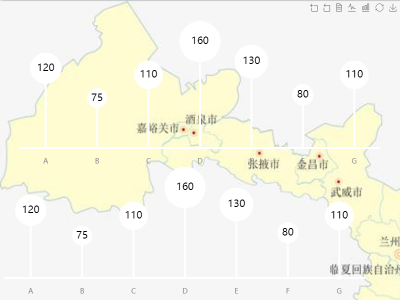 160
120
110
130
110
75
80
酒泉市
嘉峪关市
张掖市
金昌市
A B C D G
武威市
160
120
110
130
110
75
80
兰州
临夏回族自治州
A B C D E F G